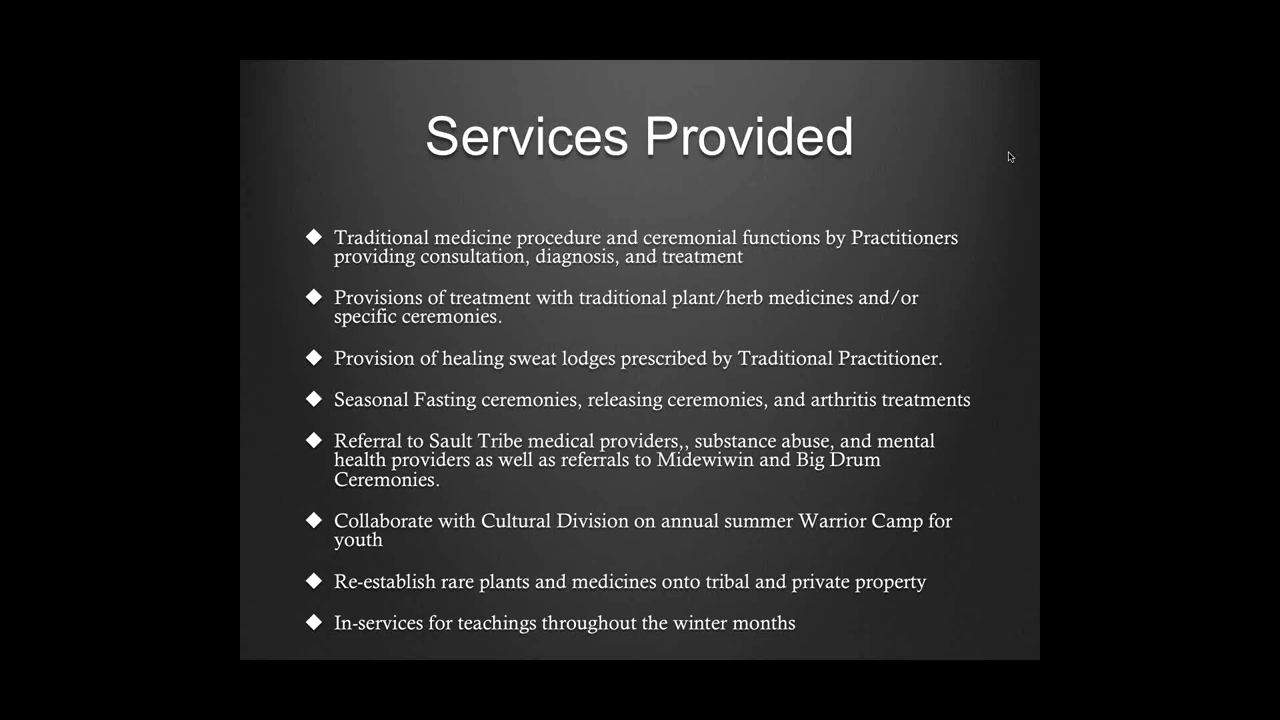 Services Provided
Traditional medicine procedure and ceremonial functions by Practitioners
providing consultation, diagnosis, and treatment
Provisions of treatment with traditional plant/herb medicines and/or
specific ceremonies.
Provision of healing sweat lodges prescribed by Traditional Practitioner.
Seasonal Fasting ceremonies, releasing ceremonies, and arthritis treatments
Referral to Sault Tribe medical providers,, substance abuse, and mental
health providers as well as referrals to Midewiwin and Big Drum
Ceremonies.
Collaborate with Cultural Division on annual summer Warrior Camp for
youth
Re-establish rare plants and medicines onto tribal and private property
In-services for teachings throughout the winter months